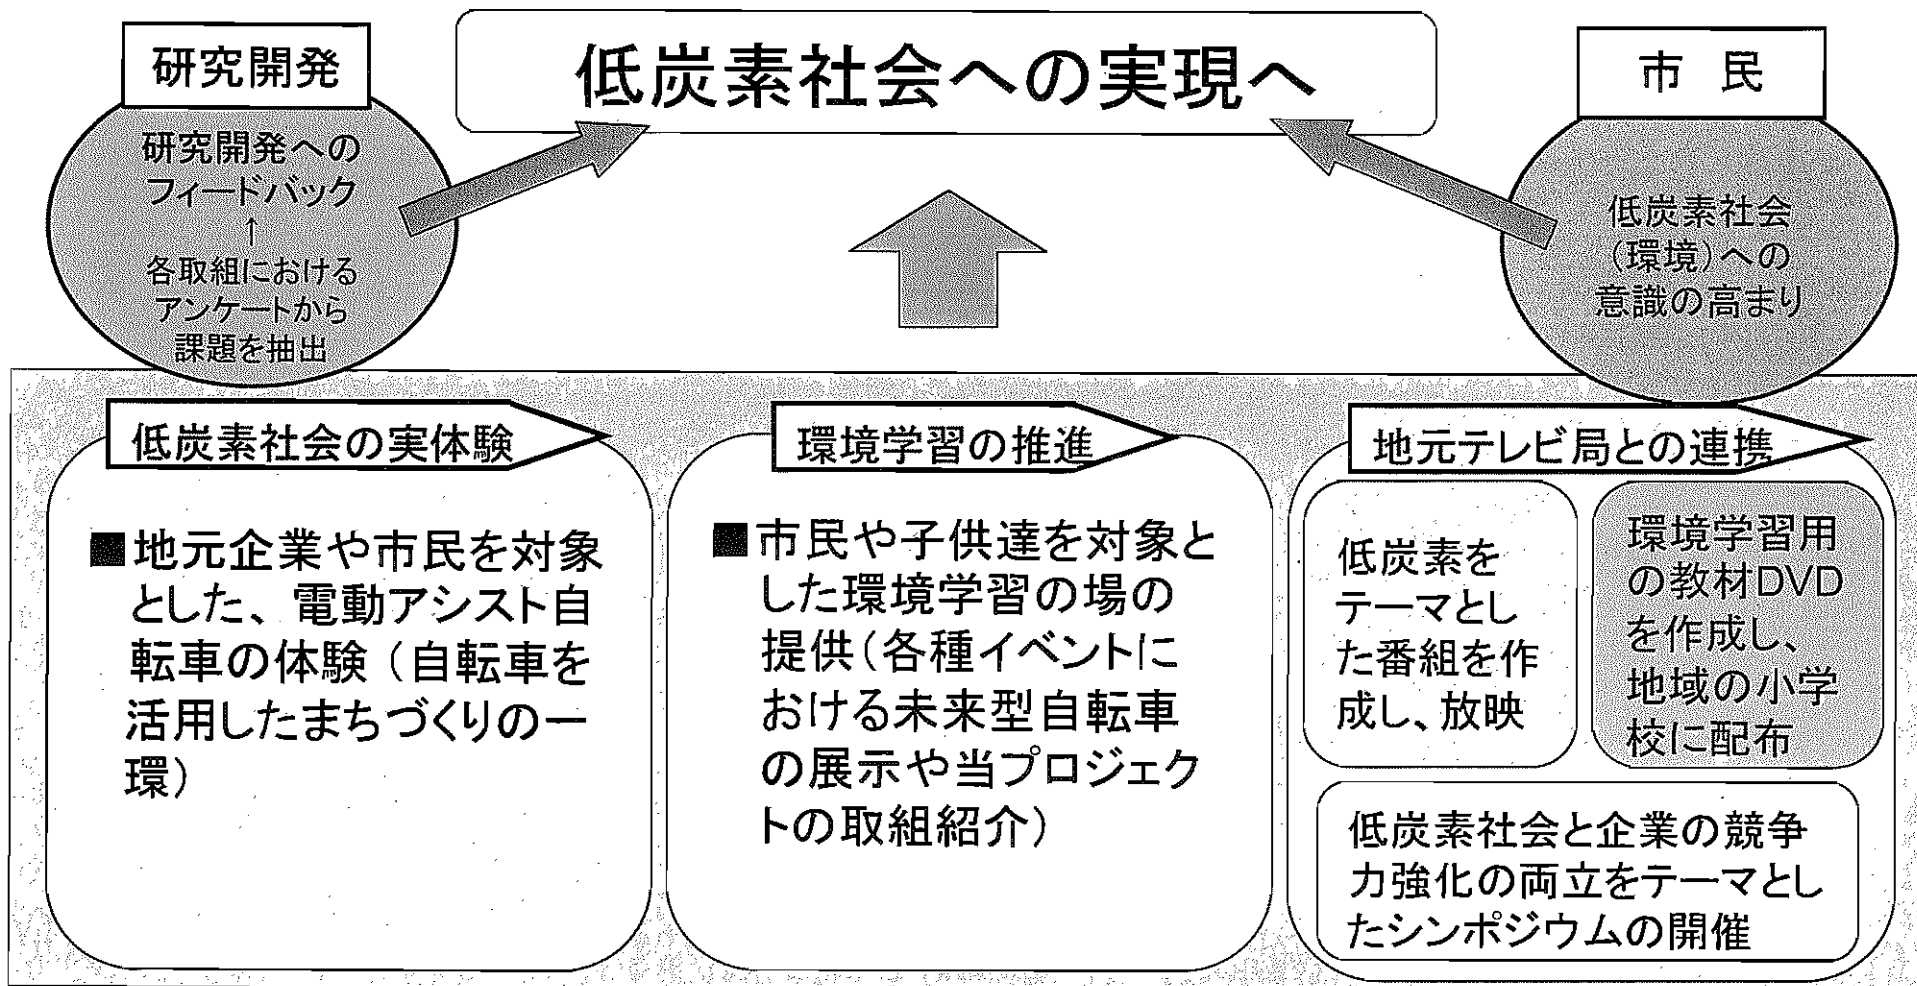 低炭素社会への実現へ
研究開発
研究開発への
フィードバック
↑
各取組における
アンケートから
課題を抽出
市 民
低炭素社会
(環境)への
意識の高まり
低炭素社会の実体験
■地元企業や市民を対象
とした、電動アシスト自
転車の体験(自転車を
活用したまちづくりの一
環)
環境学習の推進
■市民や子供達を対象と
した環境学習の場の
提供(各種イベントに
おける未来型自転車
の展示や当プロジェク
トの取組紹介)
地元テレビ局との連携
低炭素を
テーマとし
た番組を作
成し、放映
環境学習用
の教材DVD
を作成し、
地域の小学
校に配布
低炭素社会と企業の競争
力強化の両立をテーマとし
たシンポジウムの開催